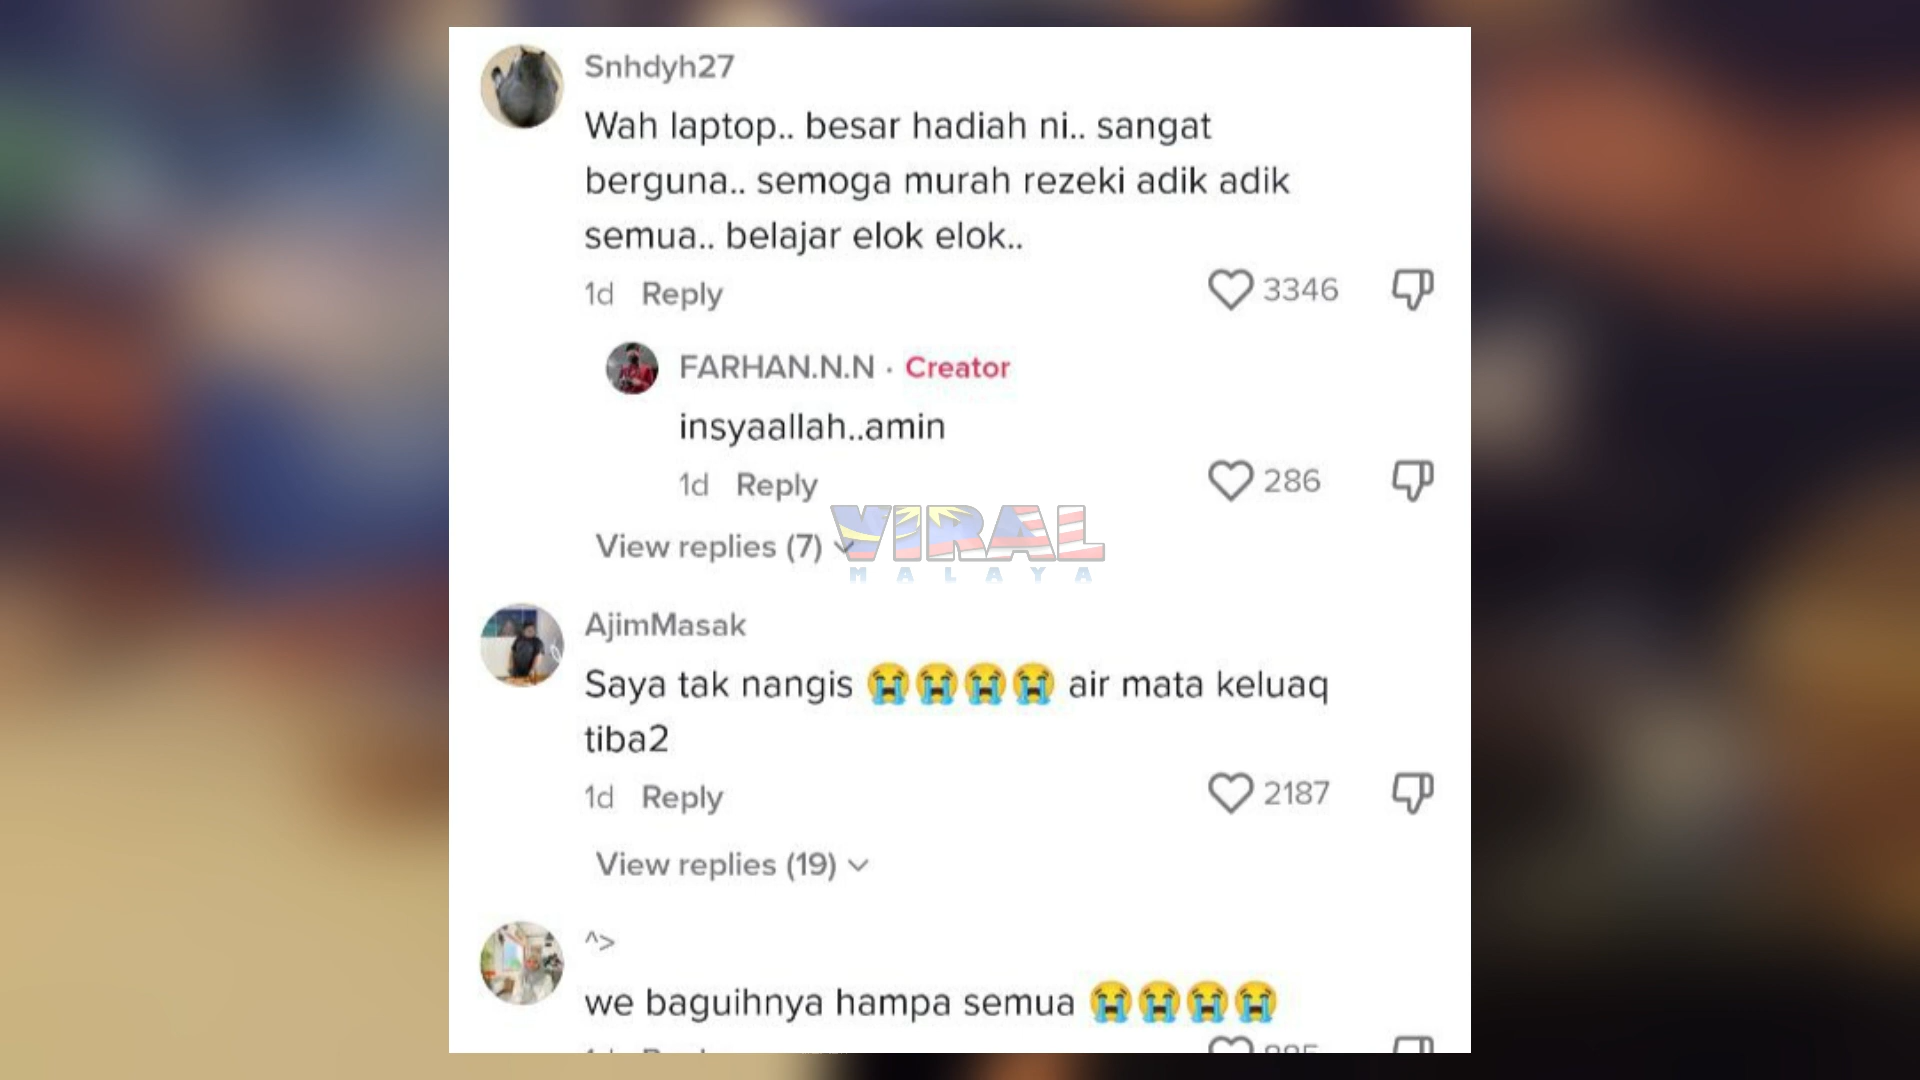 Snhdyh27
Wah laptop.. besar hadiah ni.. sangat
berguna.. semoga murah rezeki adik adik
semua.. belajar elok elok..
1d Reply 3346
FARHAN.N.N · Creator
insyaallah..amin
1d Reply 286
View replies (7)
VIRAL
MALAYA
AjimMasak
Saya tak nangis 😭😭😭😭 air mata keluaq
tiba2
1d Reply 2187
View replies (19)
^>
we baguihnya hampa semua 😭😭😭😭